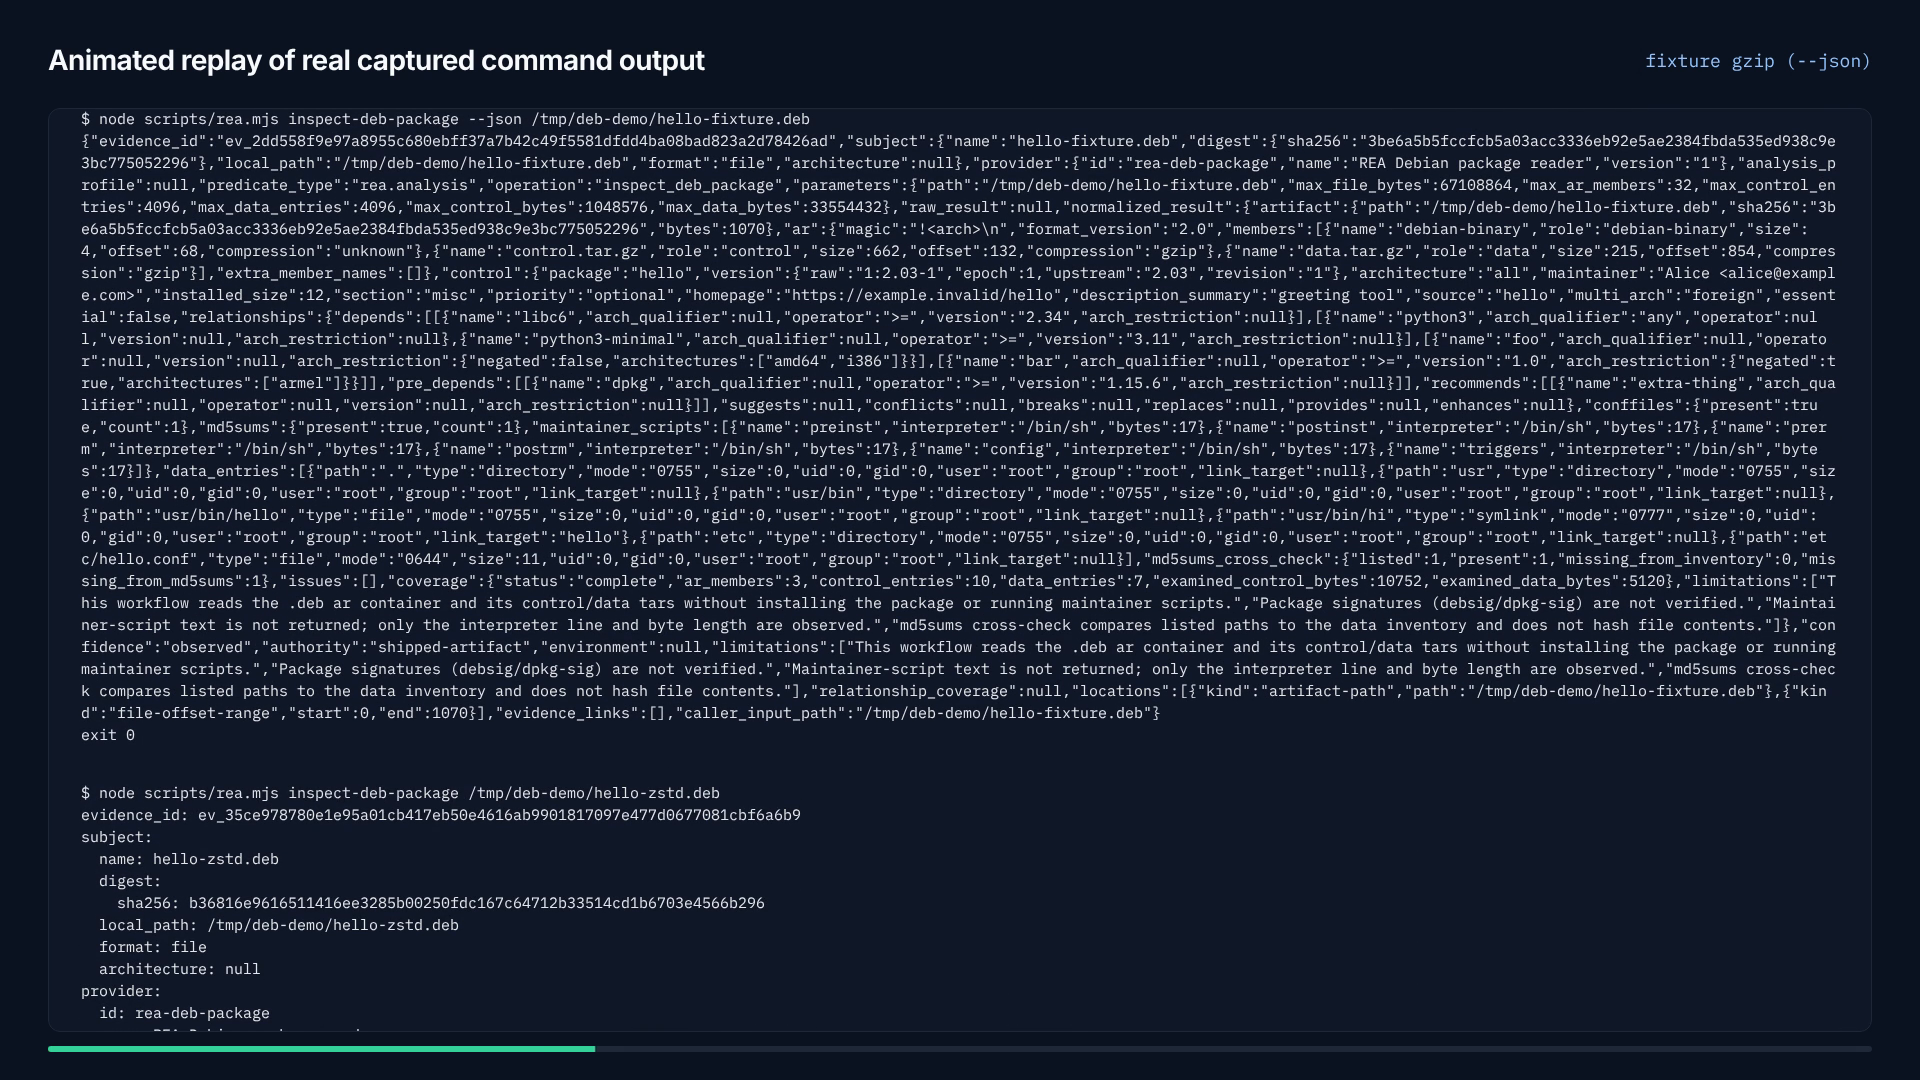 Animated replay of real captured command output
fixture gzip (--json)
$ node scripts/rea.mjs inspect-deb-package --json /tmp/deb-demo/hello-fixture.deb
{"evidence_id":"ev_2dd558f9e97a8955c680ebff37a7b42c49f5581dfdd4ba08bad823a2d78426ad","subject":{"name":"hello-fixture.deb","digest":{"sha256":"3be6a5b5fccfcb5a03acc3336eb92e5ae2384fbda535ed938c9e
3bc775052296"},"local_path":"/tmp/deb-demo/hello-fixture.deb","format":"file","architecture":null},"provider":{"id":"rea-deb-package","name":"REA Debian package reader","version":"1"},"analysis_p
rofile":null,"predicate_type":"rea.analysis","operation":"inspect_deb_package","parameters":{"path":"/tmp/deb-demo/hello-fixture.deb","max_file_bytes":67108864,"max_ar_members":32,"max_control_en
tries":4096,"max_data_entries":4096,"max_control_bytes":1048576,"max_data_bytes":33554432},"raw_result":null,"normalized_result":{"artifact":{"path":"/tmp/deb-demo/hello-fixture.deb","sha256":"3b
e6a5b5fccfcb5a03acc3336eb92e5ae2384fbda535ed938c9e3bc775052296","bytes":1070},"ar":{"magic":"!<arch>\n","format_version":"2.0","members":[{"name":"debian-binary","role":"debian-binary","size":
4,"offset":68,"compression":"unknown"},{"name":"control.tar.gz","role":"control","size":662,"offset":132,"compression":"gzip"},{"name":"data.tar.gz","role":"data","size":215,"offset":854,"compres
sion":"gzip"}],"extra_member_names":[]},"control":{"package":"hello","version":{"raw":"1:2.03-1","epoch":1,"upstream":"2.03","revision":"1"},"architecture":"all","maintainer":"Alice <alice@exampl
e.com>","installed_size":12,"section":"misc","priority":"optional","homepage":"https://example.invalid/hello","description_summary":"greeting tool","source":"hello","multi_arch":"foreign","essent
ial":false,"relationships":{"depends":[[{"name":"libc6","arch_qualifier":null,"operator":">=","version":"2.34","arch_restriction":null}],[{"name":"python3","arch_qualifier":"any","operator":nul
l,"version":null,"arch_restriction":null},{"name":"python3-minimal","arch_qualifier":null,"operator":">=","version":"3.11","arch_restriction":null}],[{"name":"foo","arch_qualifier":null,"operato
r":null,"version":null,"arch_restriction":{"negated":false,"architectures":["amd64","i386"]}}],[{"name":"bar","arch_qualifier":null,"operator":">=","version":"1.0","arch_restriction":{"negated":t
rue,"architectures":["armel"]}}]],"pre_depends":[[{"name":"dpkg","arch_qualifier":null,"operator":">=","version":"1.15.6","arch_restriction":null}]],"recommends":[[{"name":"extra-thing","arch_qua
lifier":null,"operator":null,"version":null,"arch_restriction":null}]],"suggests":null,"conflicts":null,"breaks":null,"replaces":null,"provides":null,"enhances":null},"conffiles":{"present":tru
e,"count":1},"md5sums":{"present":true,"count":1},"maintainer_scripts":[{"name":"preinst","interpreter":"/bin/sh","bytes":17},{"name":"postinst","interpreter":"/bin/sh","bytes":17},{"name":"prer
m","interpreter":"/bin/sh","bytes":17},{"name":"postrm","interpreter":"/bin/sh","bytes":17},{"name":"config","interpreter":"/bin/sh","bytes":17},{"name":"triggers","interpreter":"/bin/sh","byte
s":17}]},"data_entries":[{"path":".","type":"directory","mode":"0755","size":0,"uid":0,"gid":0,"user":"root","group":"root","link_target":null},{"path":"usr","type":"directory","mode":"0755","siz
e":0,"uid":0,"gid":0,"user":"root","group":"root","link_target":null},{"path":"usr/bin","type":"directory","mode":"0755","size":0,"uid":0,"gid":0,"user":"root","group":"root","link_target":null},
{"path":"usr/bin/hello","type":"file","mode":"0755","size":0,"uid":0,"gid":0,"user":"root","group":"root","link_target":null},{"path":"usr/bin/hi","type":"symlink","mode":"0777","size":0,"uid":
0,"gid":0,"user":"root","group":"root","link_target":"hello"},{"path":"etc","type":"directory","mode":"0755","size":0,"uid":0,"gid":0,"user":"root","group":"root","link_target":null},{"path":"et
c/hello.conf","type":"file","mode":"0644","size":11,"uid":0,"gid":0,"user":"root","group":"root","link_target":null}],"md5sums_cross_check":{"listed":1,"present":1,"missing_from_inventory":0,"mis
sing_from_md5sums":1},"issues":[],"coverage":{"status":"complete","ar_members":3,"control_entries":10,"data_entries":7,"examined_control_bytes":10752,"examined_data_bytes":5120},"limitations":["T
his workflow reads the .deb ar container and its control/data tars without installing the package or running maintainer scripts.","Package signatures (debsig/dpkg-sig) are not verified.","Maintai
ner-script text is not returned; only the interpreter line and byte length are observed.","md5sums cross-check compares listed paths to the data inventory and does not hash file contents."]},"con
fidence":"observed","authority":"shipped-artifact","environment":null,"limitations":["This workflow reads the .deb ar container and its control/data tars without installing the package or running
maintainer scripts.","Package signatures (debsig/dpkg-sig) are not verified.","Maintainer-script text is not returned; only the interpreter line and byte length are observed.","md5sums cross-chec
k compares listed paths to the data inventory and does not hash file contents."],"relationship_coverage":null,"locations":[{"kind":"artifact-path","path":"/tmp/deb-demo/hello-fixture.deb"},{"kin
d":"file-offset-range","start":0,"end":1070}],"evidence_links":[],"caller_input_path":"/tmp/deb-demo/hello-fixture.deb"}
exit 0
$ node scripts/rea.mjs inspect-deb-package /tmp/deb-demo/hello-zstd.deb
evidence_id: ev_35ce978780e1e95a01cb417eb50e4616ab9901817097e477d0677081cbf6a6b9
subject:
name: hello-zstd.deb
digest:
sha256: b36816e9616511416ee3285b00250fdc167c64712b33514cd1b6703e4566b296
local_path: /tmp/deb-demo/hello-zstd.deb
format: file
architecture: null
provider:
id: rea-deb-package